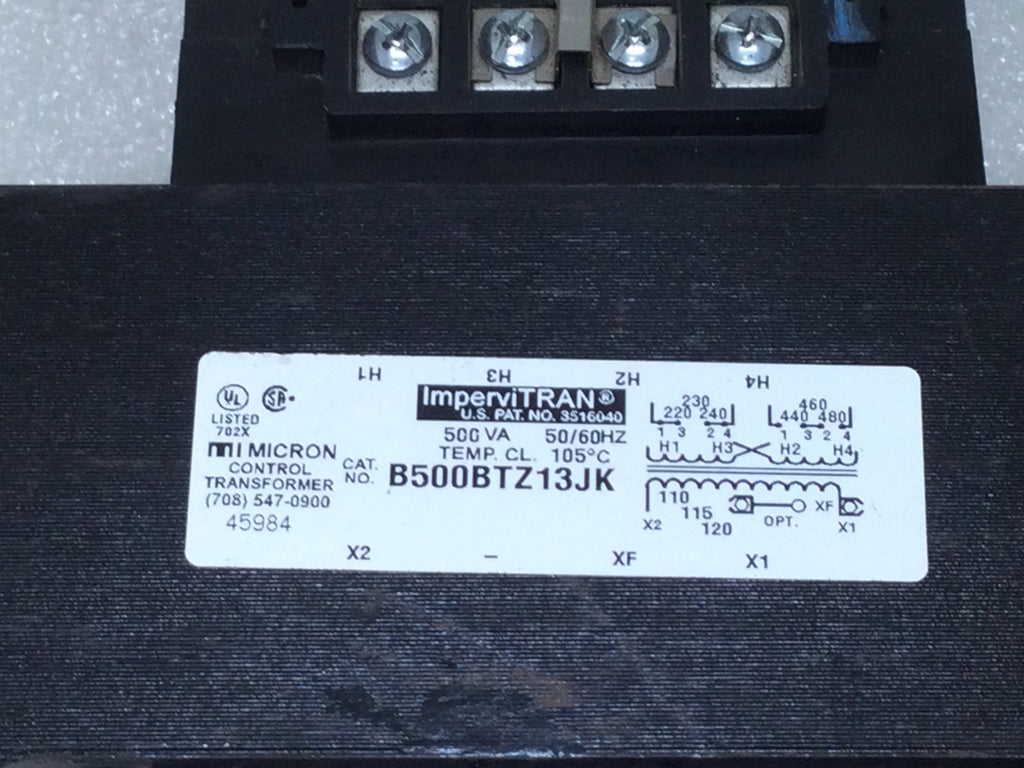 H1 H3 H2 H4
UL SA
LISTED
702X
MICRON
CONTROL
TRANSFORMER
(708) 547-0900
45984
ImperviTRAN®
U.S. PAT. NO. 3516040
500 VA 50/60HZ
TEMP. CL. 105°C
CAT.
NO. B500BTZ13JK
230
220 240
1 3 2 4
460
440 480
1 3 2 4
H1 H3 H2 H4
110
115
120
X2 OPT. XF X1
X2 – XF X1